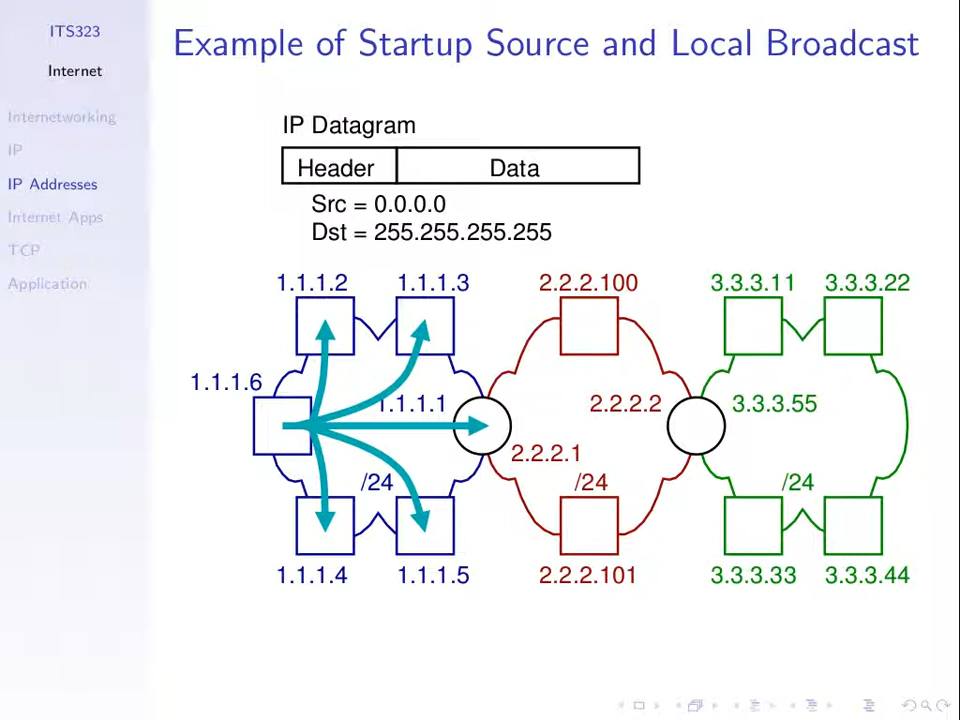 ITS323
Internet
Internetworking
IP
IP Addresses
Internet Apps
TCP
Application
Example of Startup Source and Local Broadcast
IP Datagram
Header Data
Src = 0.0.0.0
Dst = 255.255.255.255
1.1.1.2 1.1.1.3 2.2.2.100 3.3.3.11 3.3.3.22
1.1.1.6 1.1.1.1 2.2.2.2 3.3.3.55
2.2.2.1
/24 /24 /24
1.1.1.4 1.1.1.5 2.2.2.101 3.3.3.33 3.3.3.44